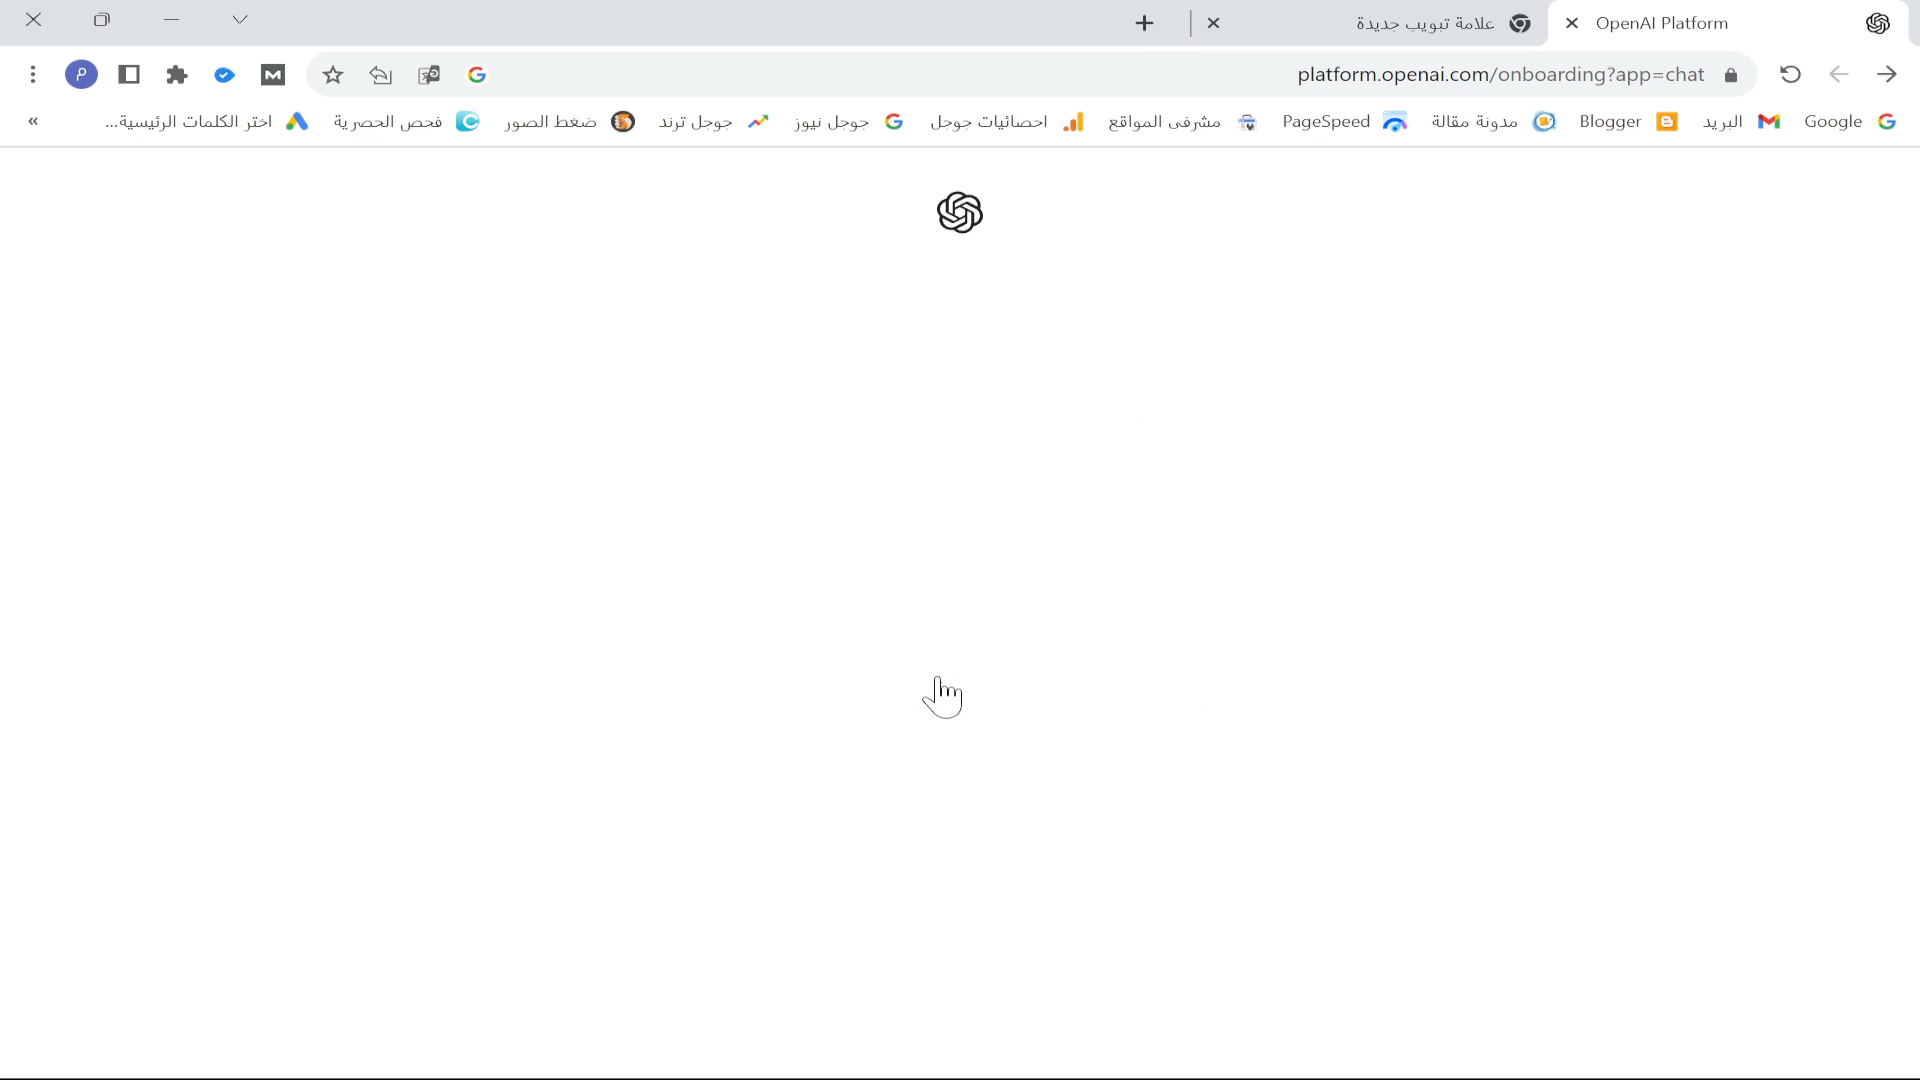 OpenAI Platform
علامة تبويب جديدة
platform.openai.com/onboarding?app=chat
P
Google
البريد
Blogger
مدونة مقالة
PageSpeed
مشرفى المواقع
احصائيات جوجل
جوجل نيوز
جوجل ترند
ضغط الصور
فحص الحصرية
اختر الكلمات الرئيسية...